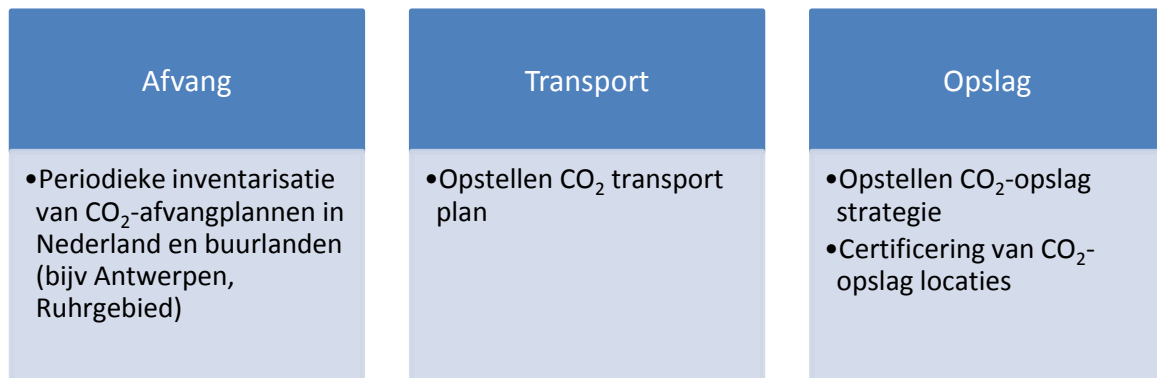 Afvang
•Periodieke inventarisatie
van CO₂-afvangplannen in
Nederland en buurlanden
(bijv Antwerpen,
Ruhrgebied)
Transport
•Opstellen CO₂ transport
plan
Opslag
•Opstellen CO₂-opslag
strategie
•Certificering van CO₂-
opslag locaties